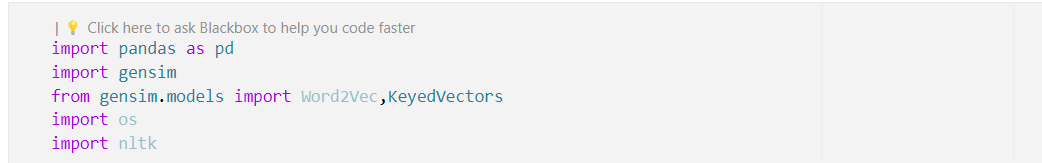 | 💡 Click here to ask Blackbox to help you code faster
import pandas as pd
import gensim
from gensim.models import Word2Vec,KeyedVectors
import os
import nltk